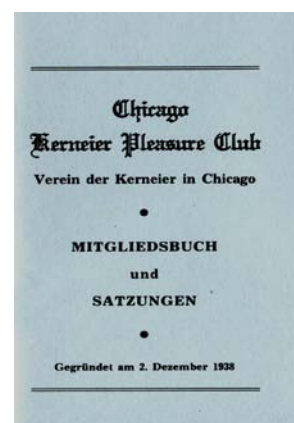 Chicago
Kerneier Pleasure Club
Verein der Kerneier in Chicago
MITGLIEDSBUCH
und
SATZUNGEN
Gegründet am 2. Dezember 1938